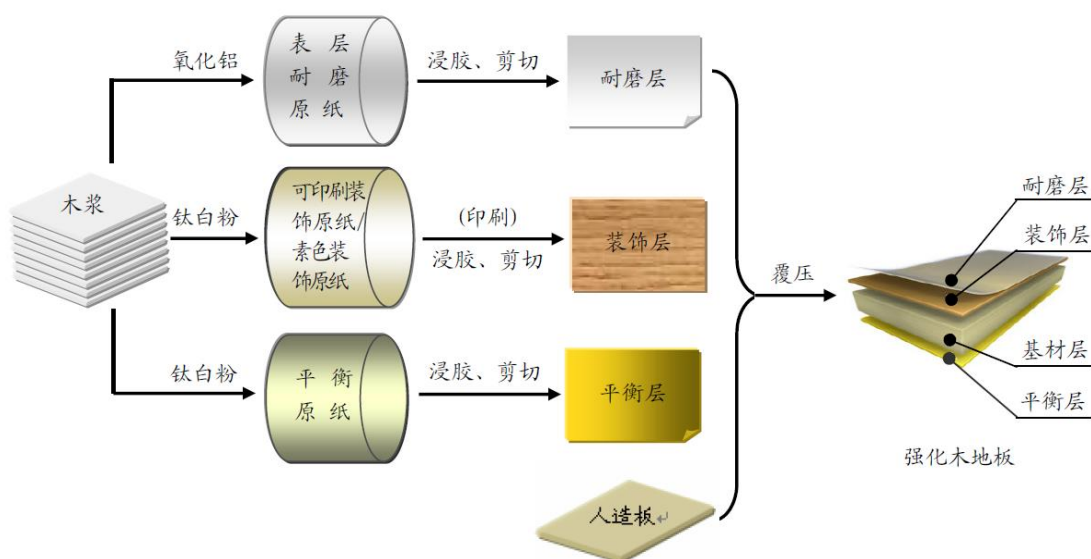 氧化铝
表 层
耐 磨
原 纸
浸胶、剪切
耐磨层
木浆
钛白粉
可印刷装
饰原纸/
素色装
饰原纸
(印刷)
浸胶、剪切
装饰层
钛白粉
平 衡
原 纸
浸胶、剪切
平衡层
人造板↵
覆压
耐磨层
装饰层
基材层
平衡层
强化木地板